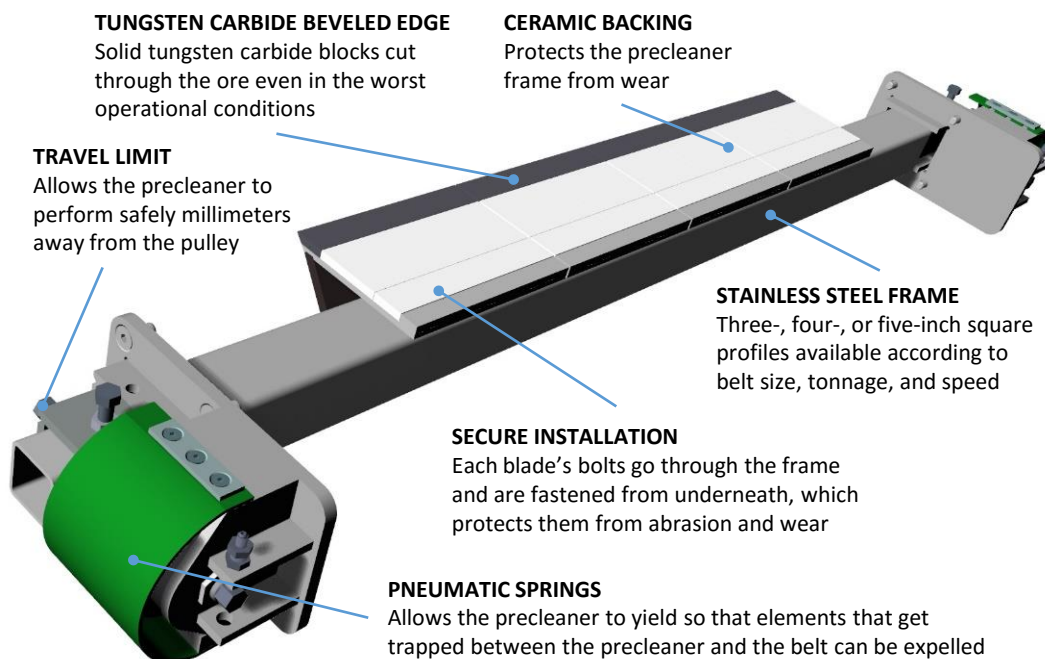 TUNGSTEN CARBIDE BEVELED EDGE
Solid tungsten carbide blocks cut
through the ore even in the worst
operational conditions
CERAMIC BACKING
Protects the precleaner
frame from wear
TRAVEL LIMIT
Allows the precleaner to
perform safely millimeters
away from the pulley
STAINLESS STEEL FRAME
Three-, four-, or five-inch square
profiles available according to
belt size, tonnage, and speed
SECURE INSTALLATION
Each blade’s bolts go through the frame
and are fastened from underneath, which
protects them from abrasion and wear
PNEUMATIC SPRINGS
Allows the precleaner to yield so that elements that get
trapped between the precleaner and the belt can be expelled